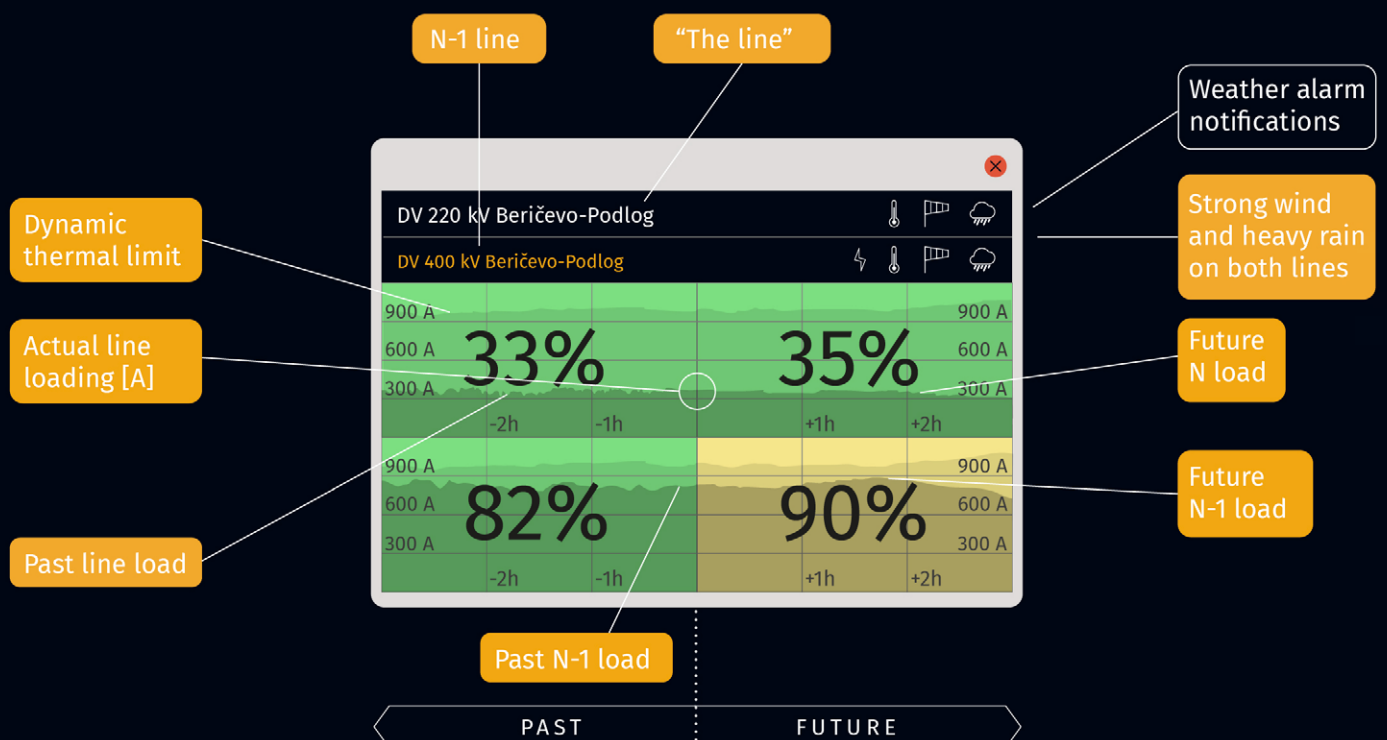 N-1 line
“The line”
Weather alarm
notifications
Dynamic
thermal limit
DV 220 kV Beričevo-Podlog
Strong wind
and heavy rain
on both lines
DV 400 kV Beričevo-Podlog
Actual line
loading [A]
900 A
600 A
300 A
33%
-2h
-1h
35%
900 A
600 A
300 A
+1h
+2h
Future
N load
900 A
600 A
300 A
82%
-2h
-1h
90%
900 A
600 A
300 A
+1h
+2h
Future
N-1 load
Past line load
Past N-1 load
PAST
FUTURE